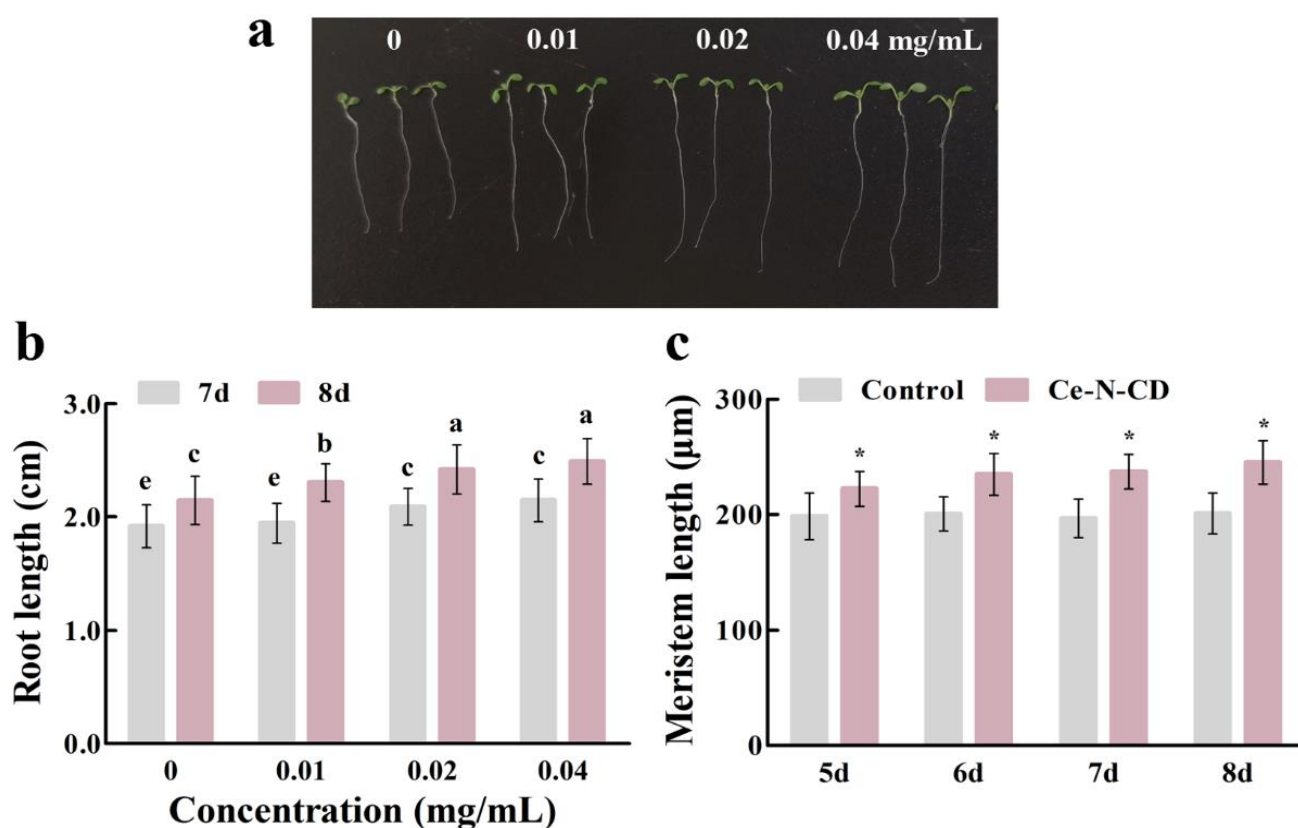 a
0 0.01 0.02 0.04 mg/mL
b
7d 8d
Root length (cm)
3.0
2.0
1.0
0.0
e c e b c a c a
0 0.01 0.02 0.04
Concentration (mg/mL)
c
Control Ce-N-CD
Meristem length (µm)
300
200
100
0
* * * *
5d 6d 7d 8d